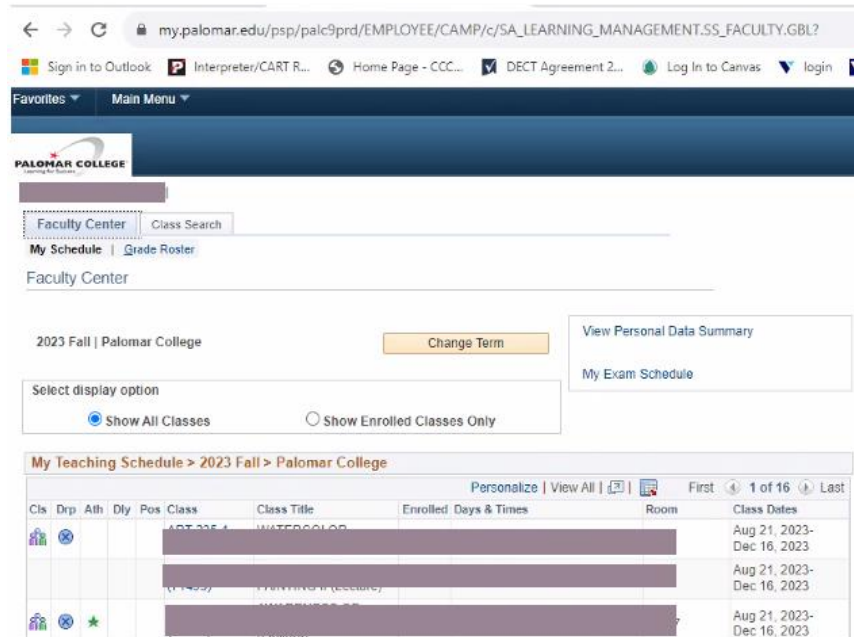 my.palomar.edu/psp/palc9prd/EMPLOYEE/CAMP/c/SA_LEARNING_MANAGEMENT.SS_FACULTY.GBL?
Sign in to Outlook Interpreter/CART R... Home Page - CCC... DECT Agreement 2... Log In to Canvas login
Favorites Main Menu
PALOMAR COLLEGE
Learning for Success
Faculty Center Class Search
My Schedule | Grade Roster
Faculty Center
2023 Fall | Palomar College Change Term
View Personal Data Summary
My Exam Schedule
Select display option
Show All Classes Show Enrolled Classes Only
My Teaching Schedule > 2023 Fall > Palomar College
Personalize | View All | First 1 of 16 Last
Cls Drp Ath Dly Pos Class Class Title Enrolled Days & Times Room Class Dates
Aug 21, 2023-
Dec 16, 2023
Aug 21, 2023-
Dec 16, 2023
Aug 21, 2023-
Dec 16, 2023